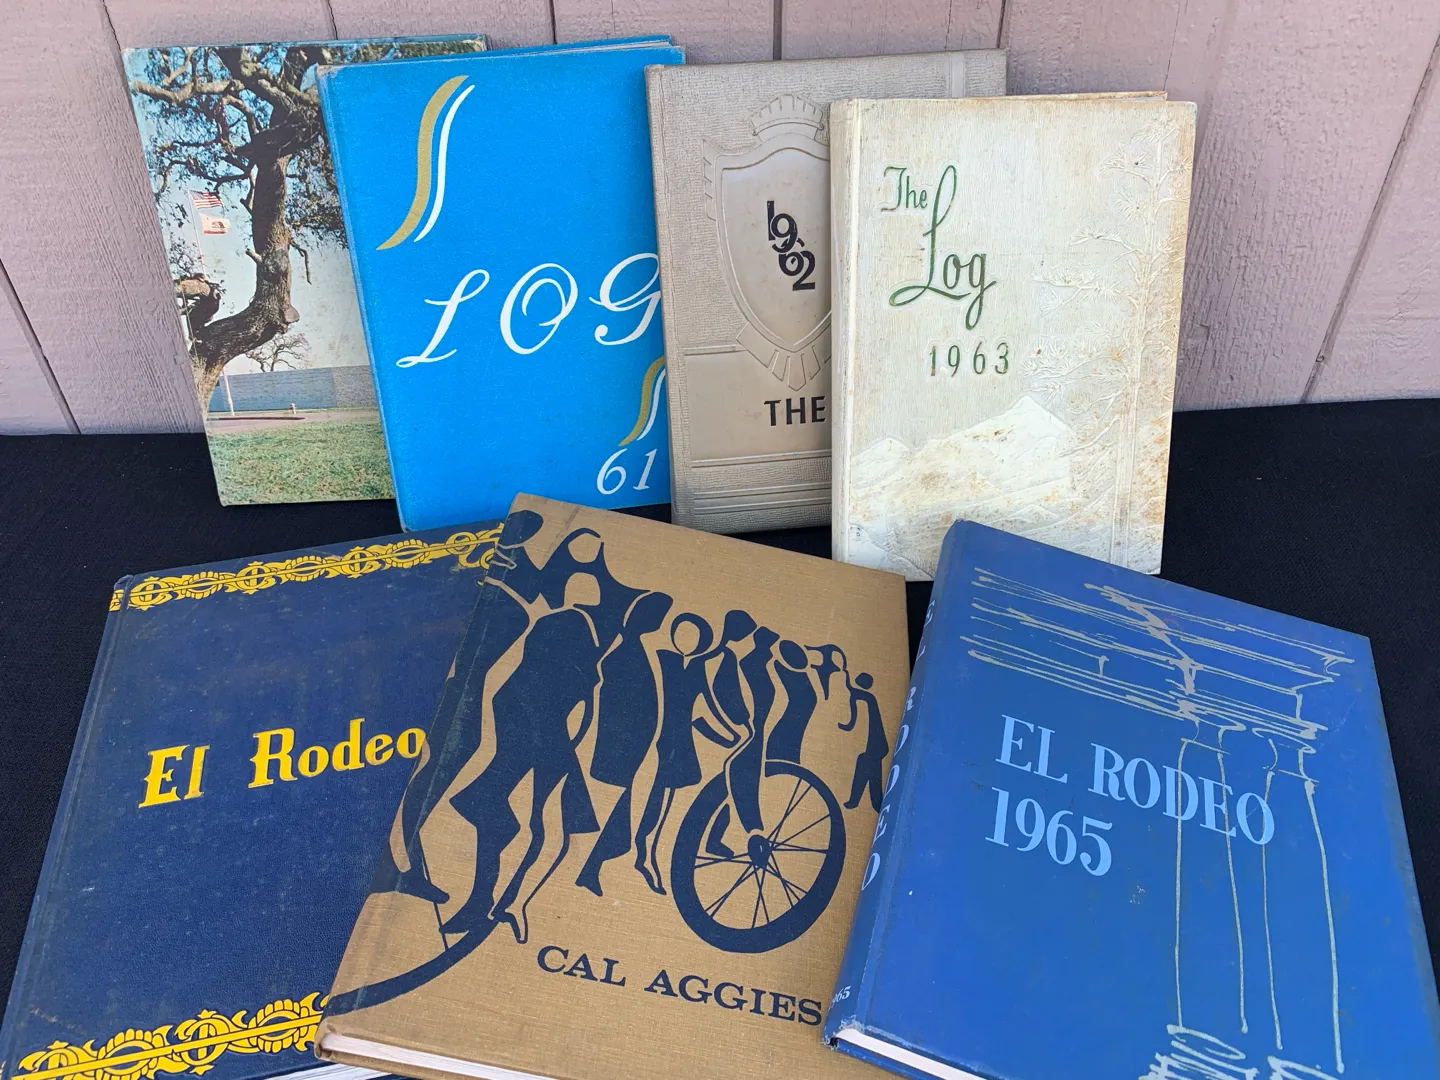 LOG
61
1962
THE
The
Log
1963
El Rodeo
CAL AGGIES
EL RODEO
1965